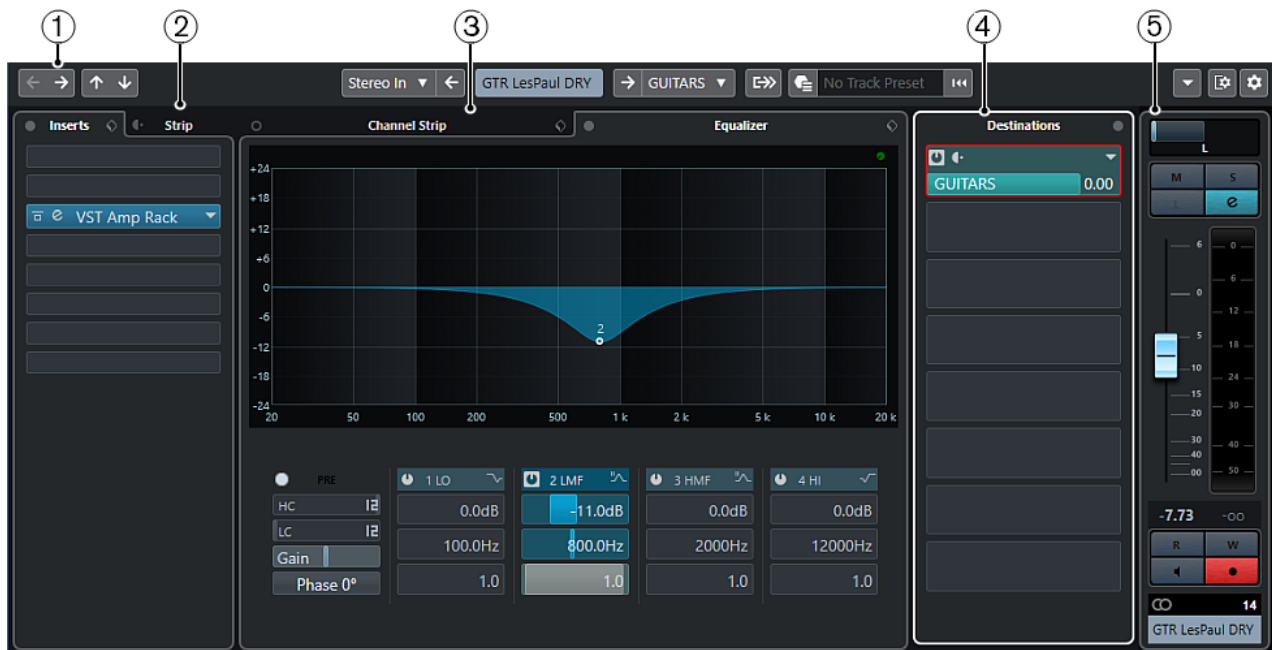 1 2 3 4 5
Stereo In GTR LesPaul DRY GUITARS No Track Preset
Inserts Strip
Channel Strip Equalizer
Destinations
L
M S
L e
VST Amp Rack
GUITARS 0.00
+24
+18
+12
+6
0
-6
-12
-18
-24
2
20 50 100 200 500 1 k 2 k 5 k 10 k 20 k
PRE
HC 12
LC 12
Gain
Phase 0°
1 LO
0.0dB
100.0Hz
1.0
2 LMF
-11.0dB
800.0Hz
1.0
3 HMF
0.0dB
2000Hz
1.0
4 HI
0.0dB
12000Hz
1.0
6
0
5
10
15
20
30
40
00
0
6
12
18
24
30
40
50
-7.73 -oo
R W
14
GTR LesPaul DRY